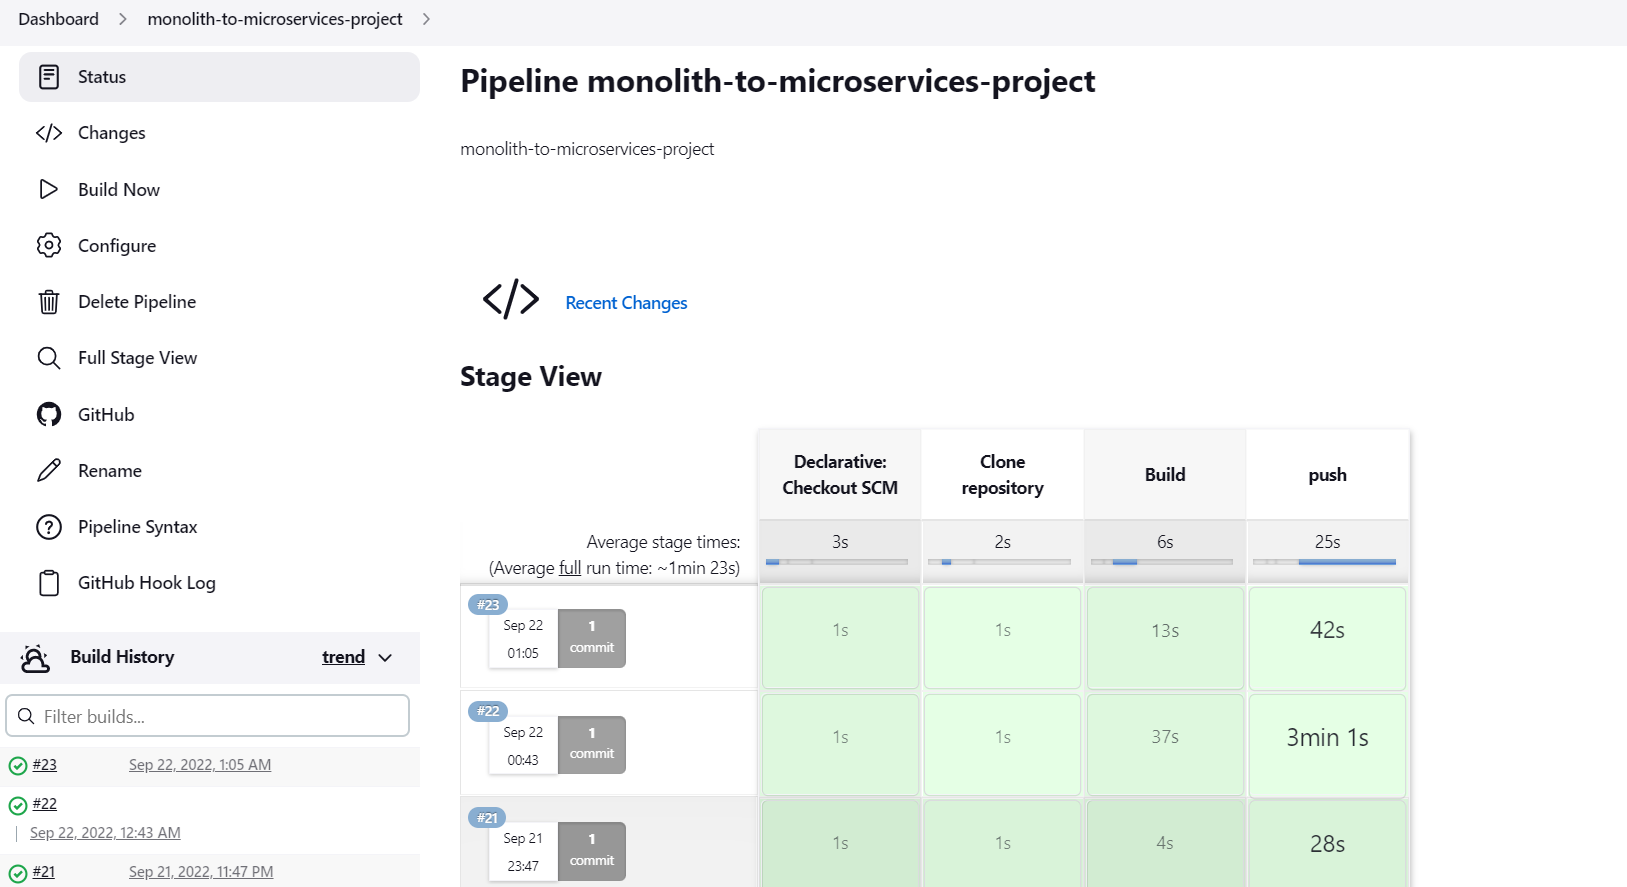 Dashboard > monolith-to-microservices-project >
Status
Changes
Build Now
Configure
Delete Pipeline
Full Stage View
GitHub
Rename
Pipeline Syntax
GitHub Hook Log
Build History trend
Filter builds...
#23 Sep 22, 2022, 1:05 AM
#22
Sep 22, 2022, 12:43 AM
#21 Sep 21, 2022, 11:47 PM
Pipeline monolith-to-microservices-project
monolith-to-microservices-project
</> Recent Changes
Stage View
Declarative: Checkout SCM
Clone repository
Build
push
Average stage times:
(Average full run time: ~1min 23s)
3s 2s 6s 25s
#23
Sep 22
01:05
1
commit
1s 1s 13s 42s
#22
Sep 22
00:43
1
commit
1s 1s 37s 3min 1s
#21
Sep 21
23:47
1
commit
1s 1s 4s 28s